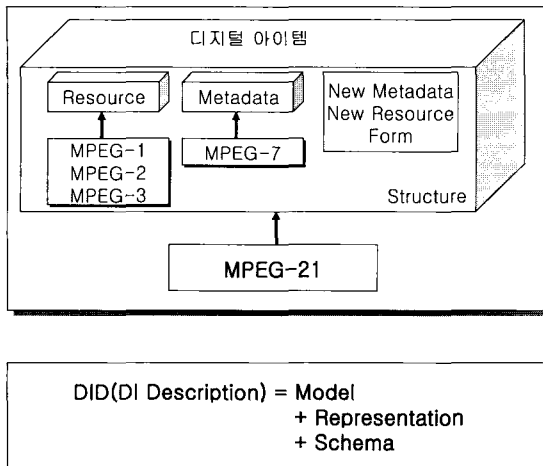 디지털 아이템
Resource
Metadata
New Metadata
New Resource
Form
MPEG-1
MPEG-2
MPEG-3
MPEG-7
Structure
MPEG-21
DID(DI Description) = Model
+ Representation
+ Schema